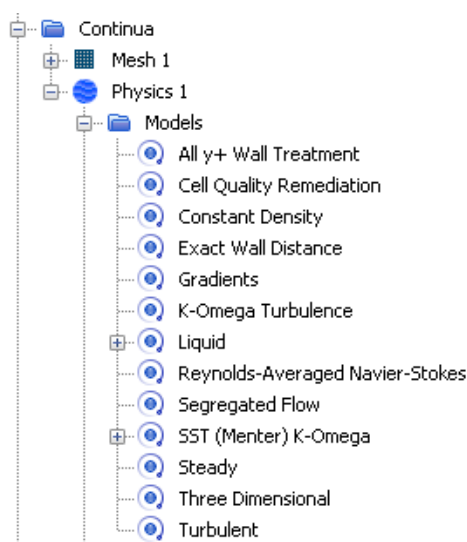 Continua
Mesh 1
Physics 1
Models
All y+ Wall Treatment
Cell Quality Remediation
Constant Density
Exact Wall Distance
Gradients
K-Omega Turbulence
Liquid
Reynolds-Averaged Navier-Stokes
Segregated Flow
SST (Menter) K-Omega
Steady
Three Dimensional
Turbulent